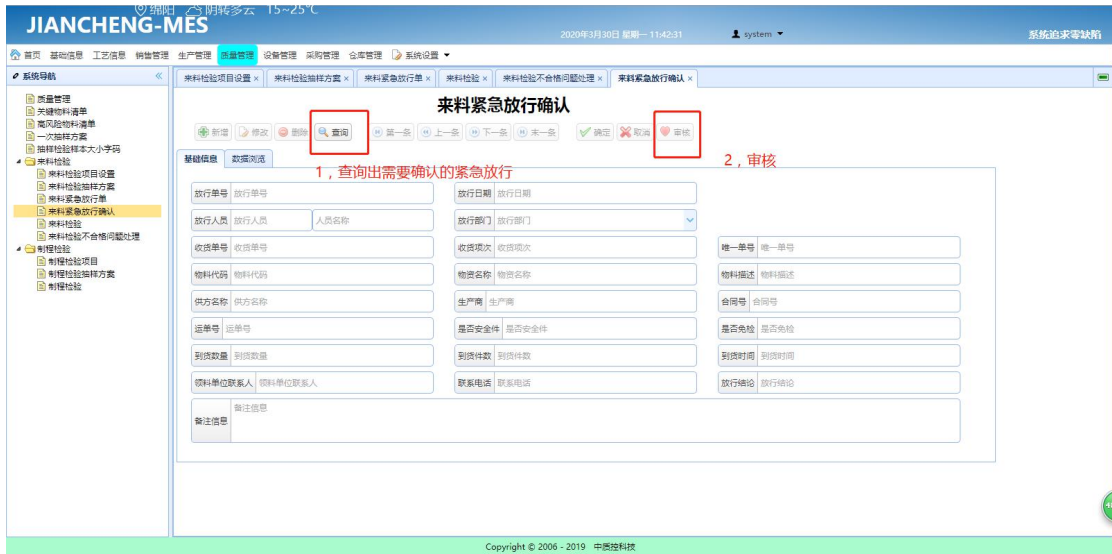 绵阳 阴转多云 15~25℃
JIANCHENG-MES
2020年3月30日 星期一 - 11:42:31 system 系统追求零缺陷
首页 基础信息 工艺信息 销售管理 生产管理 质量管理 设备管理 采购管理 仓库管理 系统设置
系统导航
来料检验项目设置 × 来料检验抽样方案 × 来料紧急放行单 × 来料检验 × 来料检验不合格问题处理 × 来料紧急放行确认 ×
质量管理
关键物料清单
高风险物料清单
一次抽样方案
抽样检验样本大小字码
来料检验
来料检验项目设置
来料检验抽样方案
来料紧急放行单
来料紧急放行确认
来料检验
来料检验不合格问题处理
制程检验
制程检验项目
制程检验抽样方案
制程检验
来料紧急放行确认
新增 修改 删除 查询 第一条 上一条 下一条 末一条 确定 取消 审核
基础信息 数据浏览
1，查询出需要确认的紧急放行
2，审核
放行单号 放行单号 放行日期 放行日期
放行人员 放行人员 人员名称 放行部门 放行部门
收货单号 收货单号 收货项次 收货项次 唯一单号 唯一单号
物料代码 物料代码 物资名称 物资名称 物料描述 物料描述
供方名称 供方名称 生产商 生产商 合同号 合同号
运单号 运单号 是否安全件 是否安全件 是否免检 是否免检
到货数量 到货数量 到货件数 到货件数 到货时间 到货时间
领料单位联系人 领料单位联系人 联系电话 联系电话 放行结论 放行结论
备注信息 备注信息
Copyright © 2006 - 2019 中质控科技